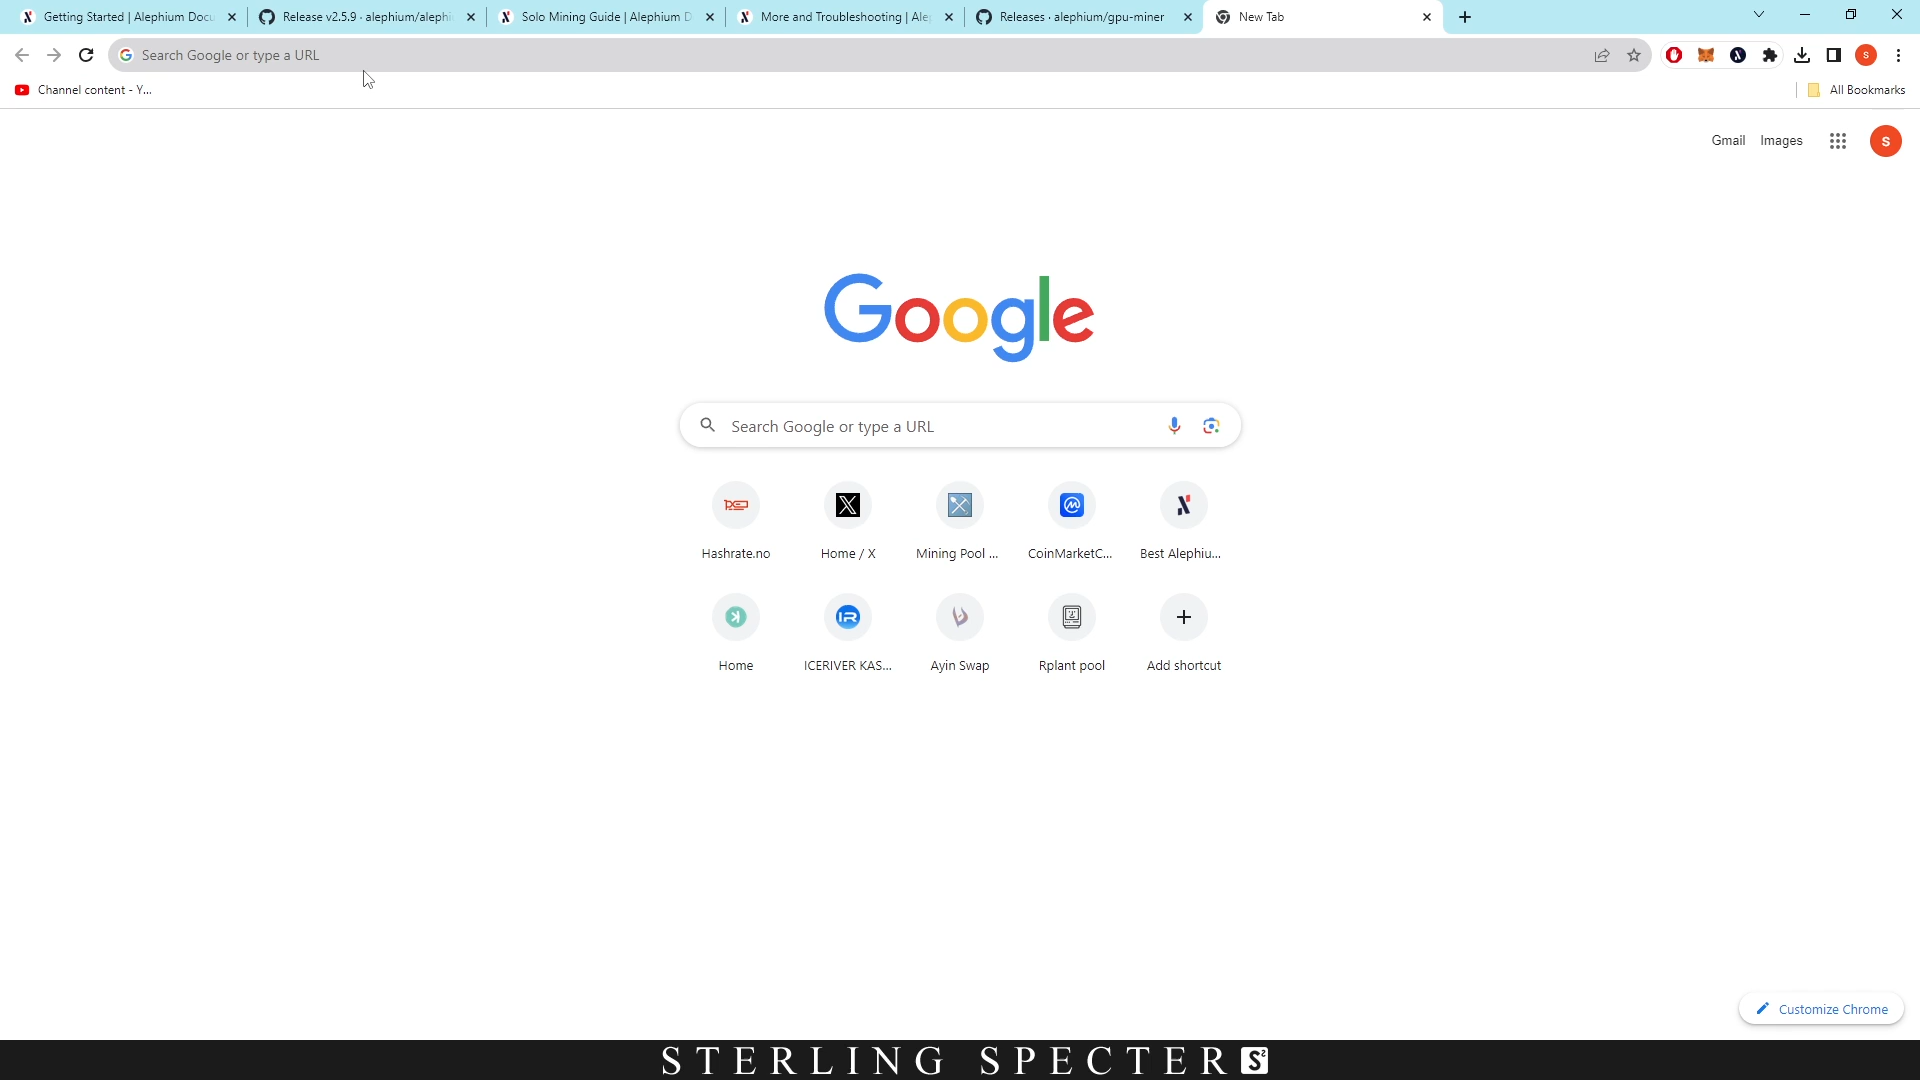 Getting Started | Alephium Docu
Release v2.5.9 · alephium/alephi
Solo Mining Guide | Alephium D
More and Troubleshooting | Ale
Releases · alephium/gpu-miner
New Tab
Search Google or type a URL
S
Channel content - Y...
All Bookmarks
Gmail
Images
S
Google
Search Google or type a URL
Hashrate.no
Home / X
Mining Pool ...
CoinMarketC...
Best Alephiu...
IR
Home
ICERIVER KAS...
Ayin Swap
Rplant pool
Add shortcut
Customize Chrome
STERLING SPECTER S²